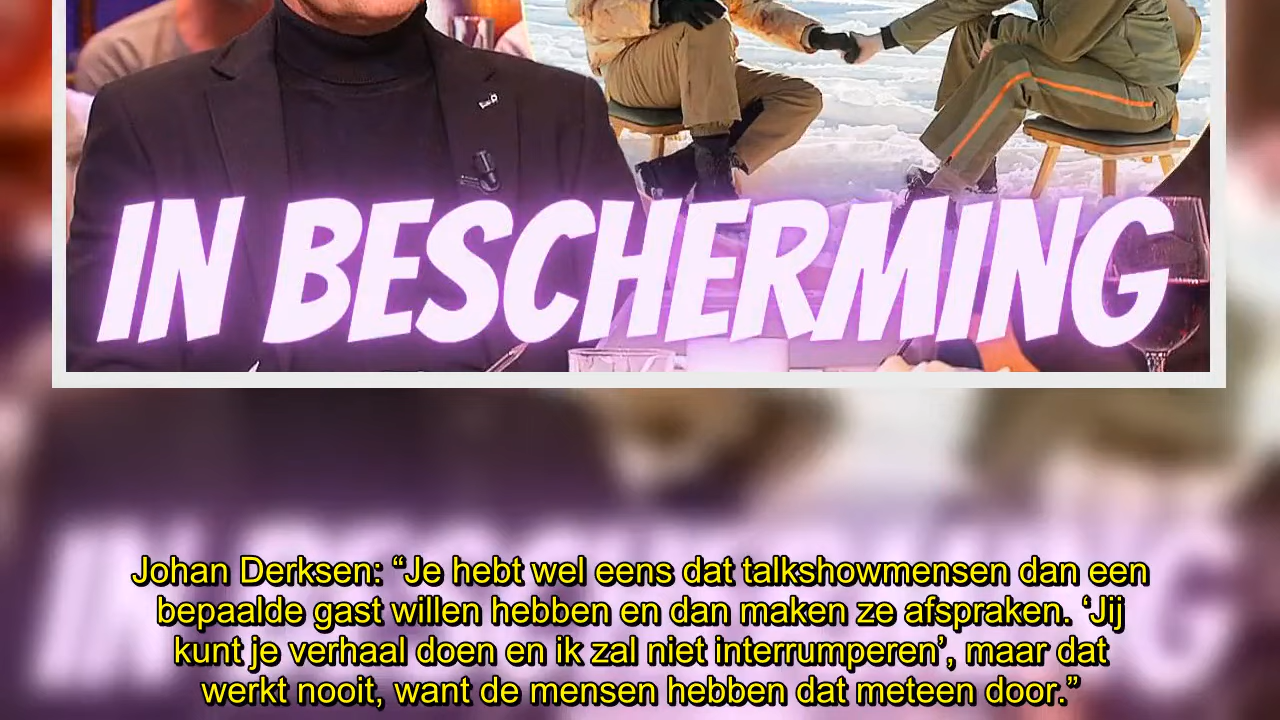 IN BESCHERMING
Johan Derksen: “Je hebt wel eens dat talkshowmensen dan een
bepaalde gast willen hebben en dan maken ze afspraken. ‘Jij
kunt je verhaal doen en ik zal niet interrumperen’, maar dat
werkt nooit, want de mensen hebben dat meteen door.”